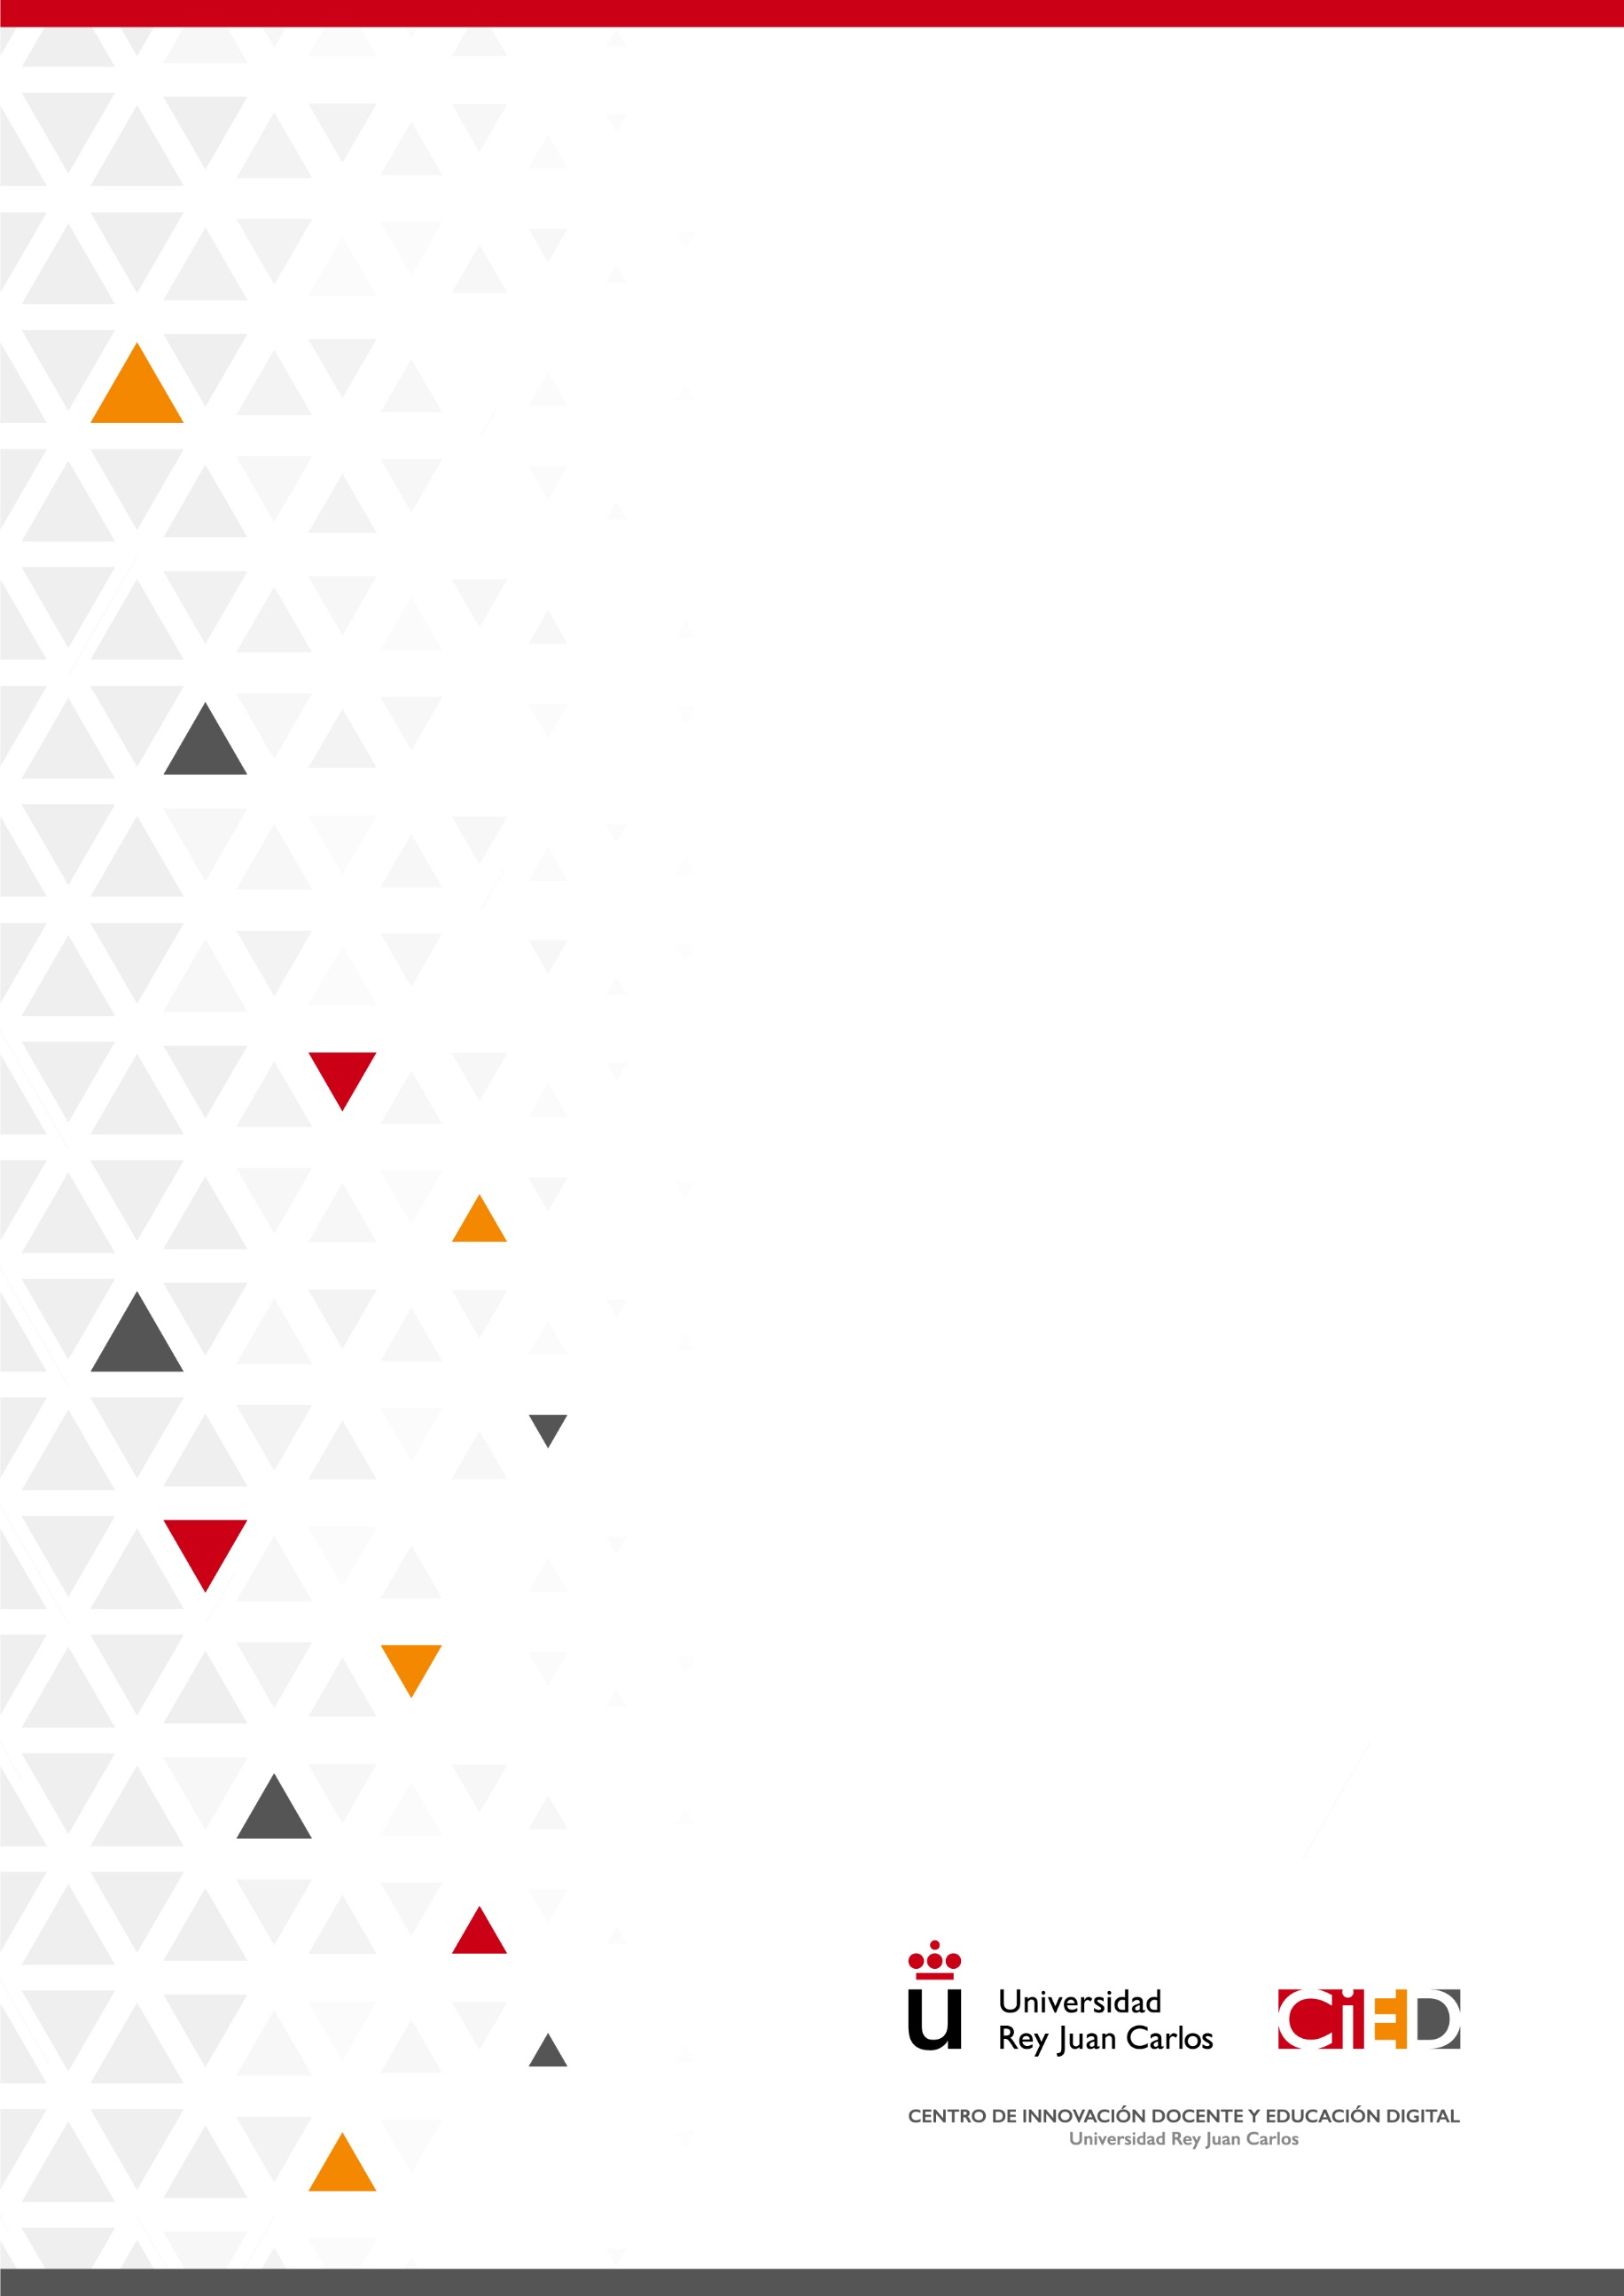 Universidad
Rey Juan Carlos
CiED
CENTRO DE INNOVACIÓN DOCENTE Y EDUCACIÓN DIGITAL
Universidad Rey Juan Carlos